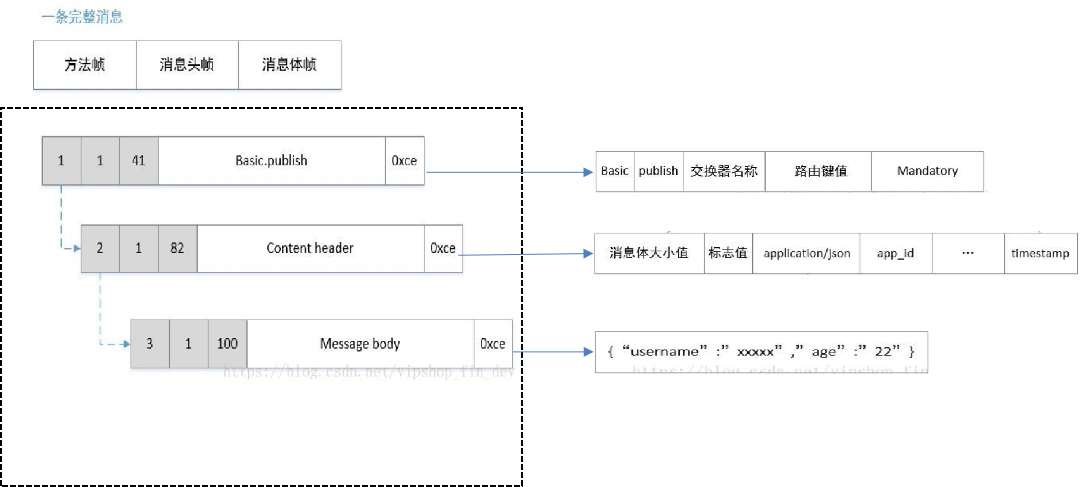 一条完整消息
方法帧 消息头帧 消息体帧
1 1 41 Basic.publish 0xce
Basic publish 交换器名称 路由键值 Mandatory
2 1 82 Content header 0xce
消息体大小值 标志值 application/json app_id … timestamp
3 1 100 Message body 0xce
{“username”:”xxxxx”,”age”:”22”}
https://blog.csdn.net/vipshop_fin_dev
https://blog.csdn.net/vipshop_fin